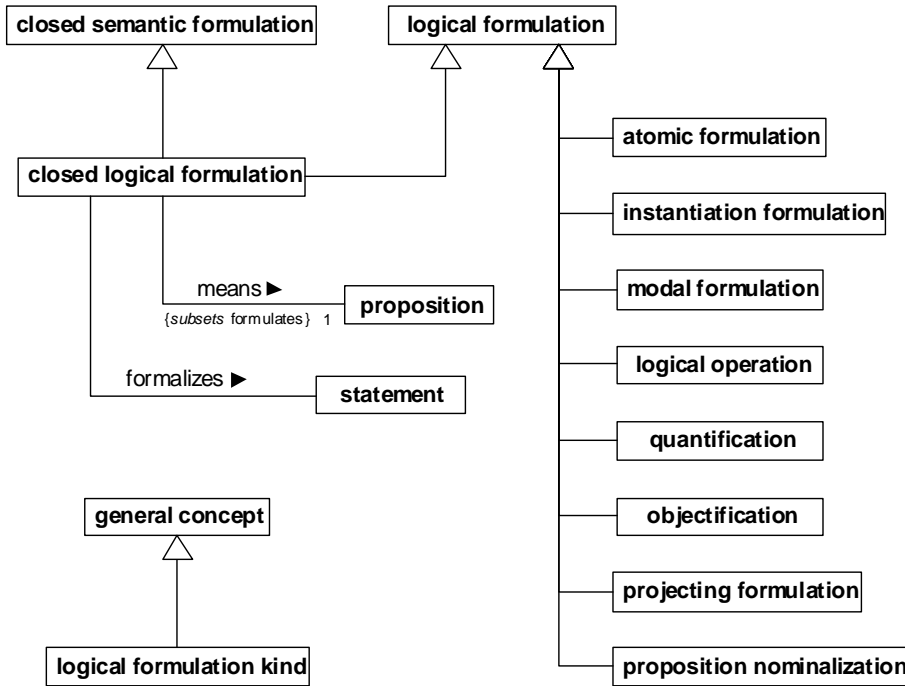 closed semantic formulation
logical formulation
atomic formulation
closed logical formulation
instantiation formulation
modal formulation
means ►
{subsets formulates} 1
proposition
logical operation
formalizes ►
statement
quantification
general concept
objectification
projecting formulation
logical formulation kind
proposition nominalization